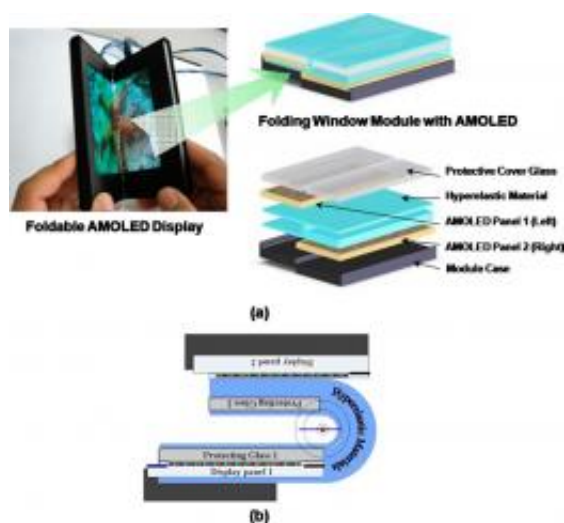 Folding Window Module with AMOLED
Foldable AMOLED Display
Protective Cover Glass
Hyperelastic Material
AMOLED Panel 1 (Left)
AMOLED Panel 2 (Right)
Module Case
(a)
Display panel 2
Protecting Glass 2
Hyperelastic Materials
Protecting Glass 1
Display panel 1
(b)